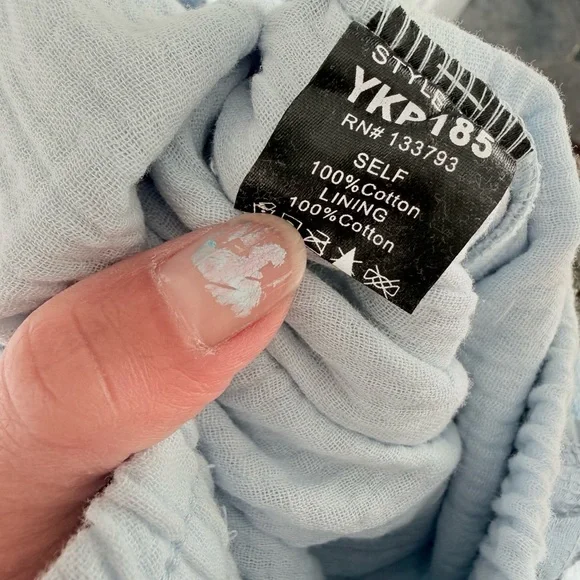 STYLE
YKP185
RN# 133793
SELF
100%Cotton
LINING
100%Cotton